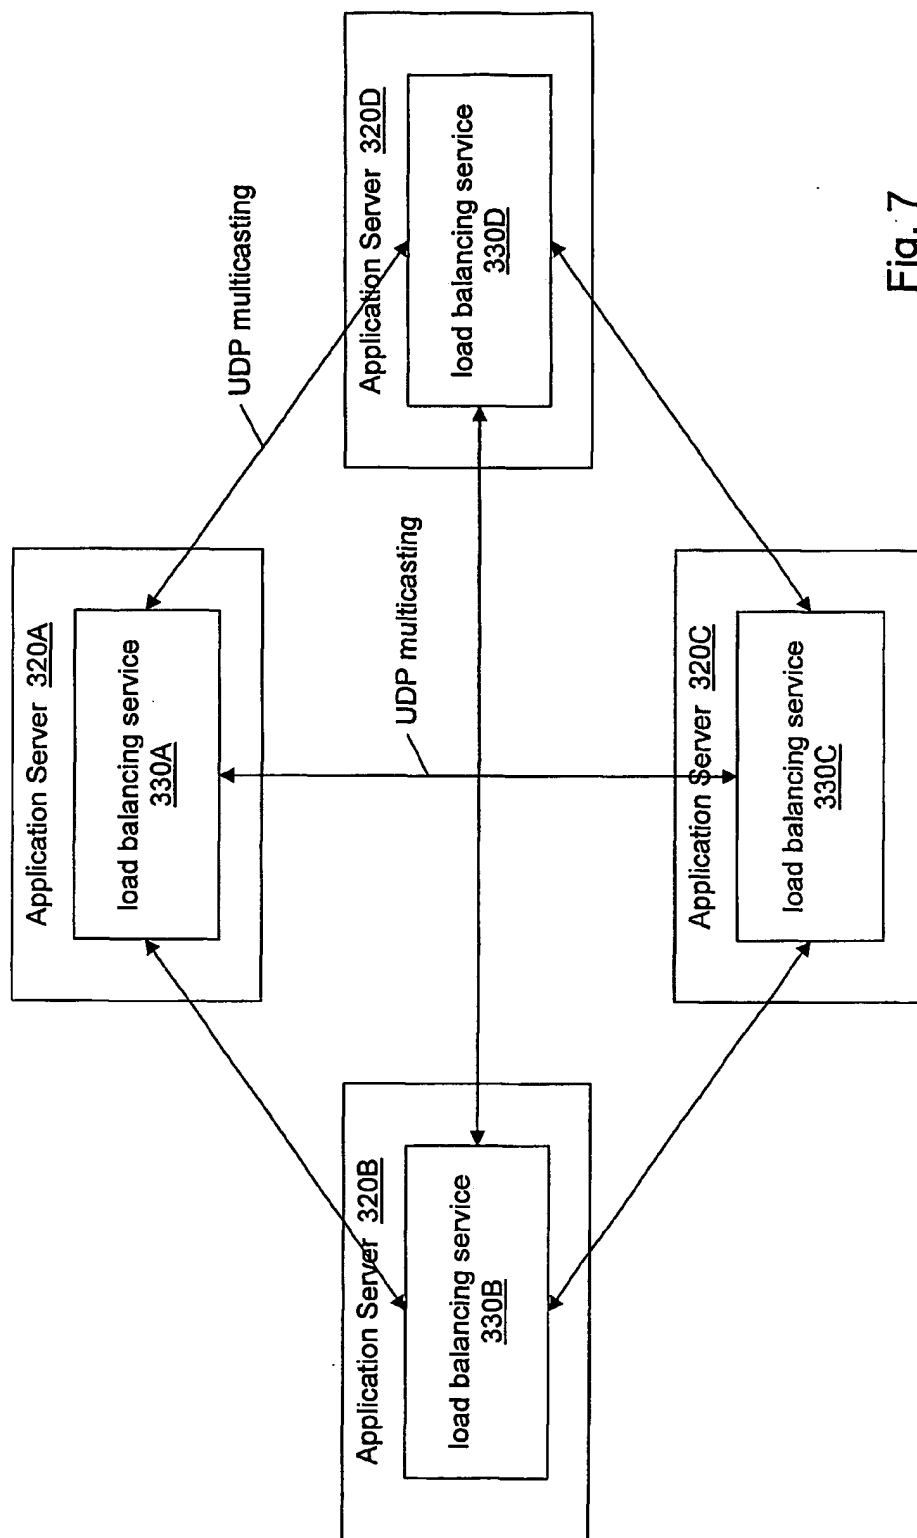 Application Server 320A
load balancing service
330A
UDP multicasting
Application Server 320B
load balancing service
330B
UDP multicasting
Application Server 320D
load balancing service
330D
Application Server 320C
load balancing service
330C
Fig. 7